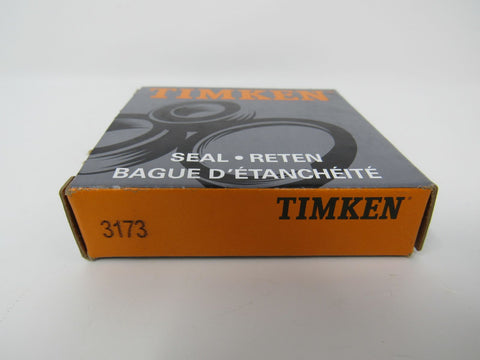 TIMKEN
SEAL • RETEN
BAGUE D'ÉTANCHÉITÉ
TIMKEN
3173